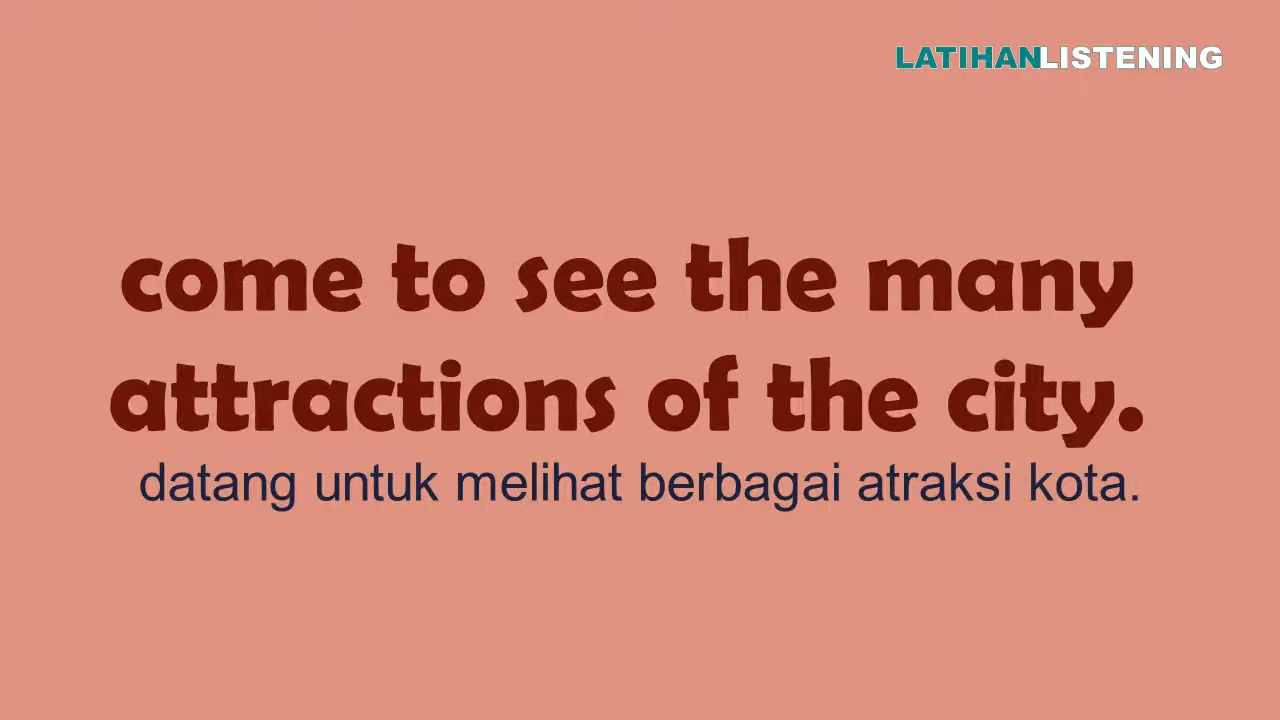 LATIHANLISTENING
come to see the many
attractions of the city.
datang untuk melihat berbagai atraksi kota.